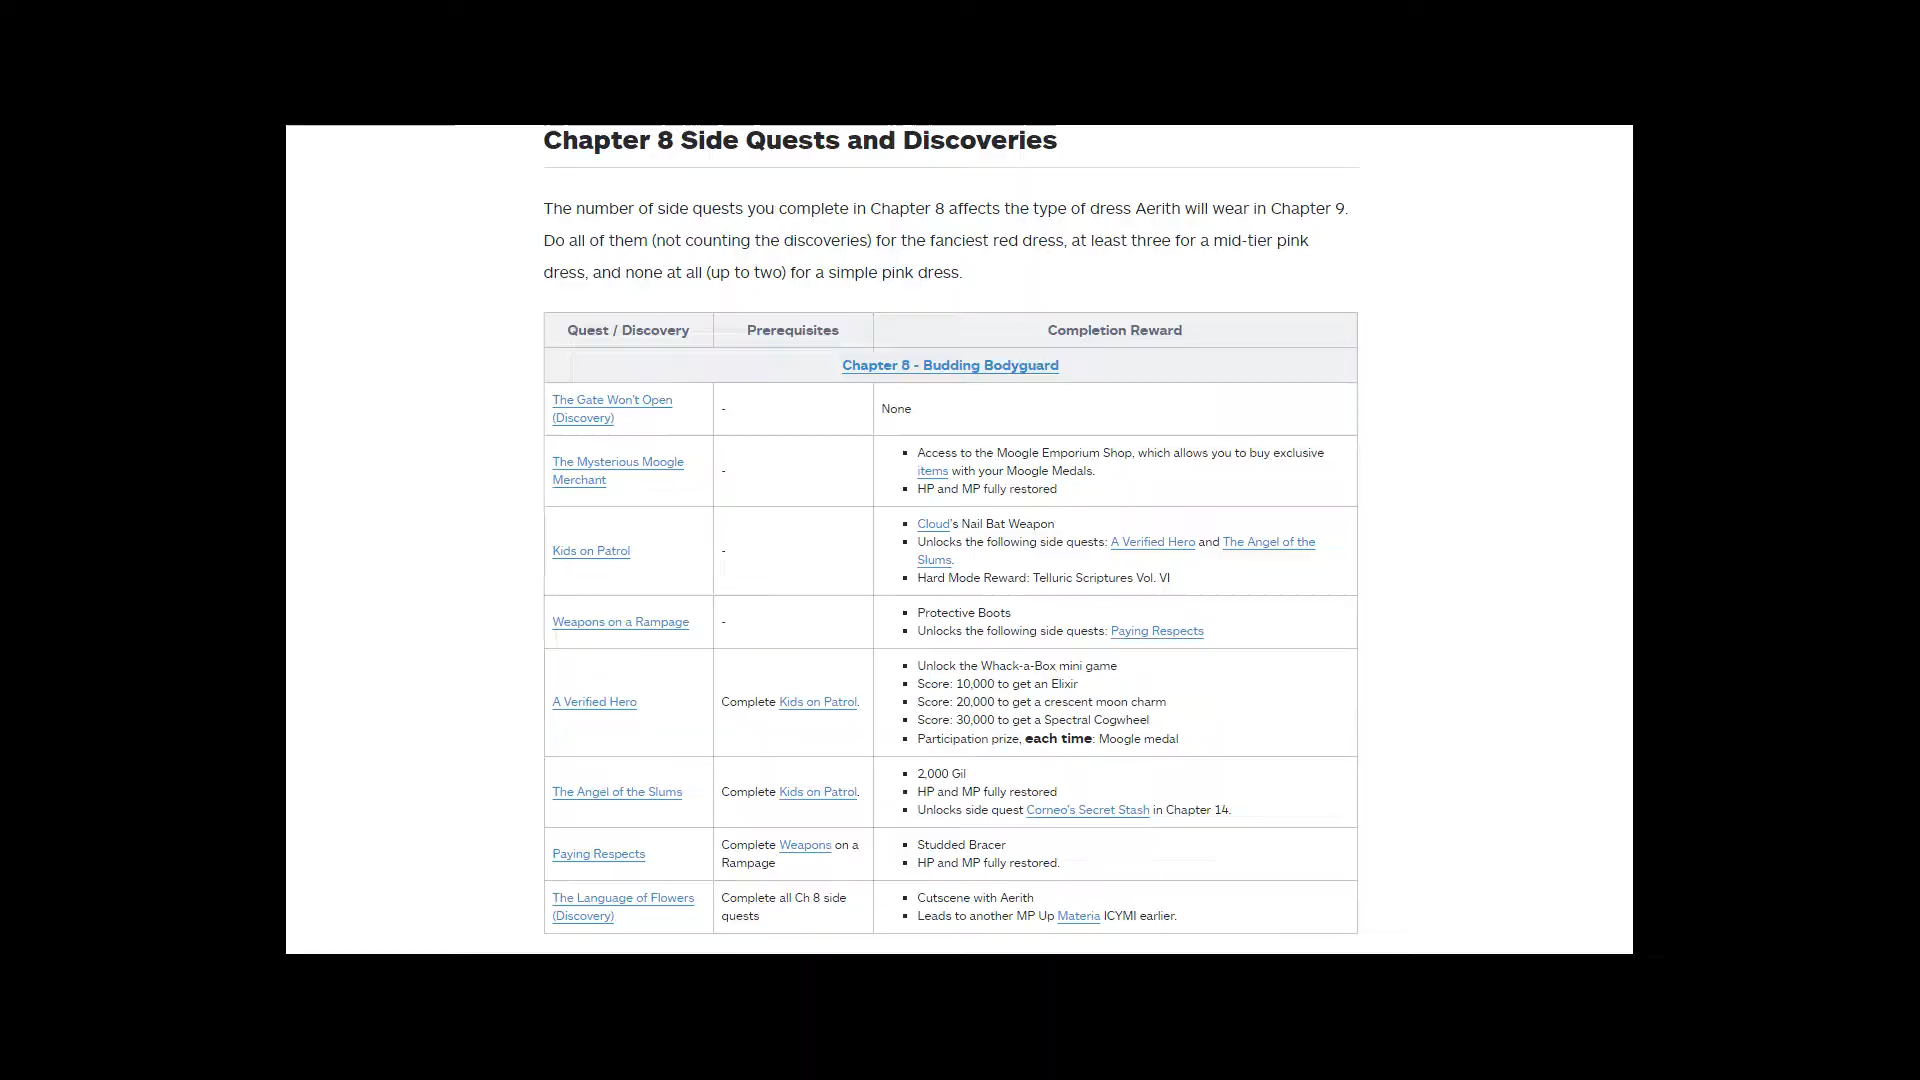 Chapter 8 Side Quests and Discoveries
The number of side quests you complete in Chapter 8 affects the type of dress Aerith will wear in Chapter 9.
Do all of them (not counting the discoveries) for the fanciest red dress, at least three for a mid-tier pink
dress, and none at all (up to two) for a simple pink dress.
Quest / Discovery Prerequisites Completion Reward
Chapter 8 - Budding Bodyguard
The Gate Won't Open
(Discovery)
-
None
The Mysterious Moogle
Merchant
-
Access to the Moogle Emporium Shop, which allows you to buy exclusive
items with your Moogle Medals.
HP and MP fully restored
Kids on Patrol
-
Cloud's Nail Bat Weapon
Unlocks the following side quests: A Verified Hero and The Angel of the
Slums.
Hard Mode Reward: Telluric Scriptures Vol. VI
Weapons on a Rampage
-
Protective Boots
Unlocks the following side quests: Paying Respects
A Verified Hero
Complete Kids on Patrol.
Unlock the Whack-a-Box mini game
Score: 10,000 to get an Elixir
Score: 20,000 to get a crescent moon charm
Score: 30,000 to get a Spectral Cogwheel
Participation prize, each time: Moogle medal
The Angel of the Slums
Complete Kids on Patrol.
2,000 Gil
HP and MP fully restored
Unlocks side quest Corneo's Secret Stash in Chapter 14.
Paying Respects
Complete Weapons on a
Rampage
Studded Bracer
HP and MP fully restored.
The Language of Flowers
(Discovery)
Complete all Ch 8 side
quests
Cutscene with Aerith
Leads to another MP Up Materia ICYMI earlier.